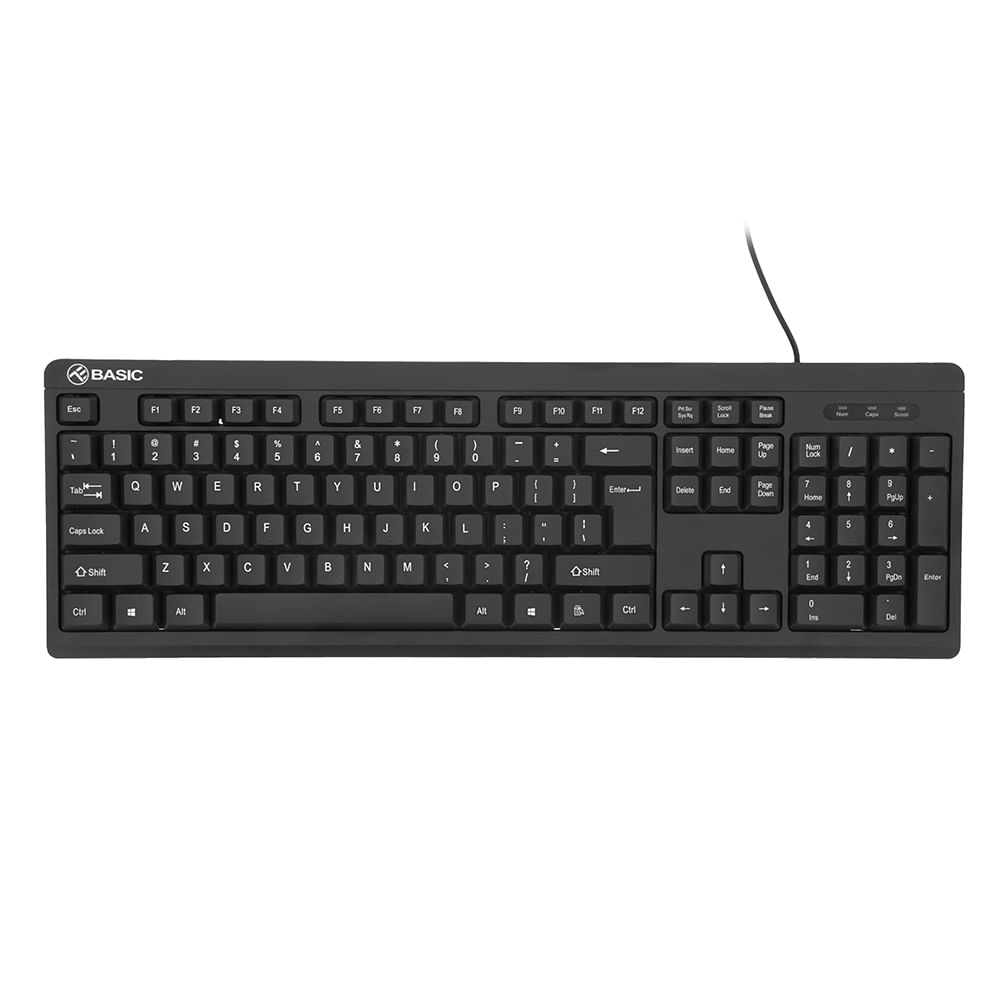 BASIC
Esc F1 F2 F3 F4 F5 F6 F7 F8 F9 F10 F11 F12 Prt Scr Scroll Pause
Sys Rq Lock Break
Num Caps Scroll
~ ! @ # $ % ^ & * ( ) — + Insert Home Page Num / * -
` 1 2 3 4 5 6 7 8 9 0 - = ← Up Lock
Tab Q W E R T Y U I O P { } Enter Delete End Page 7 8 9 +
[ ] Down Home ↑ PgUp
Caps Lock A S D F G H J K L : " | 4 5 6
; ' \ ← →
Shift Z X C V B N M < > ? Shift ↑ 1 2 3 Enter
, . / End ↓ PgDn
Ctrl Alt Alt Ctrl ← ↓ → 0 .
Ins Del